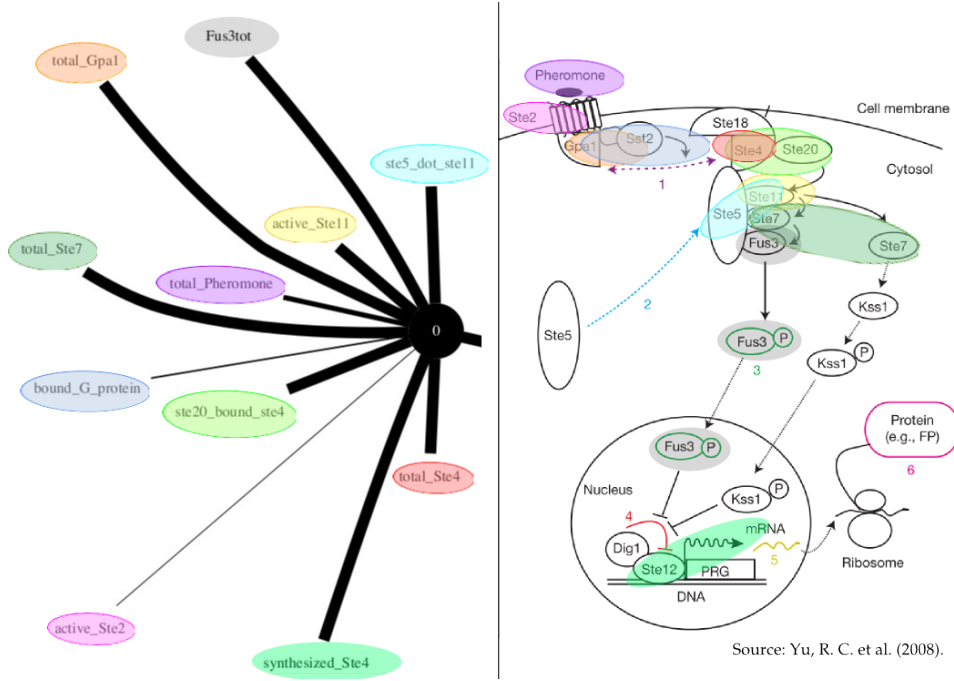 Fus3tot
total_Gpa1
ste5_dot_ste11
active_Ste11
total_Ste7
total_Pheromone
0
bound_G_protein
ste20_bound_ste4
total_Ste4
active_Ste2
synthesized_Ste4
Pheromone
Cell membrane
Ste2
Ste18
Sst2
Gpa1
Ste4
Ste20
Cytosol
1
Ste11
Ste5
Ste7
Fus3
Ste7
2
Kss1
Ste5
Fus3 P
3
Kss1 P
Protein
(e.g., FP)
6
Fus3 P
Nucleus
Kss1 P
4
mRNA
Dig1
5
Ste12
PRG
Ribosome
DNA
Source: Yu, R. C. et al. (2008).